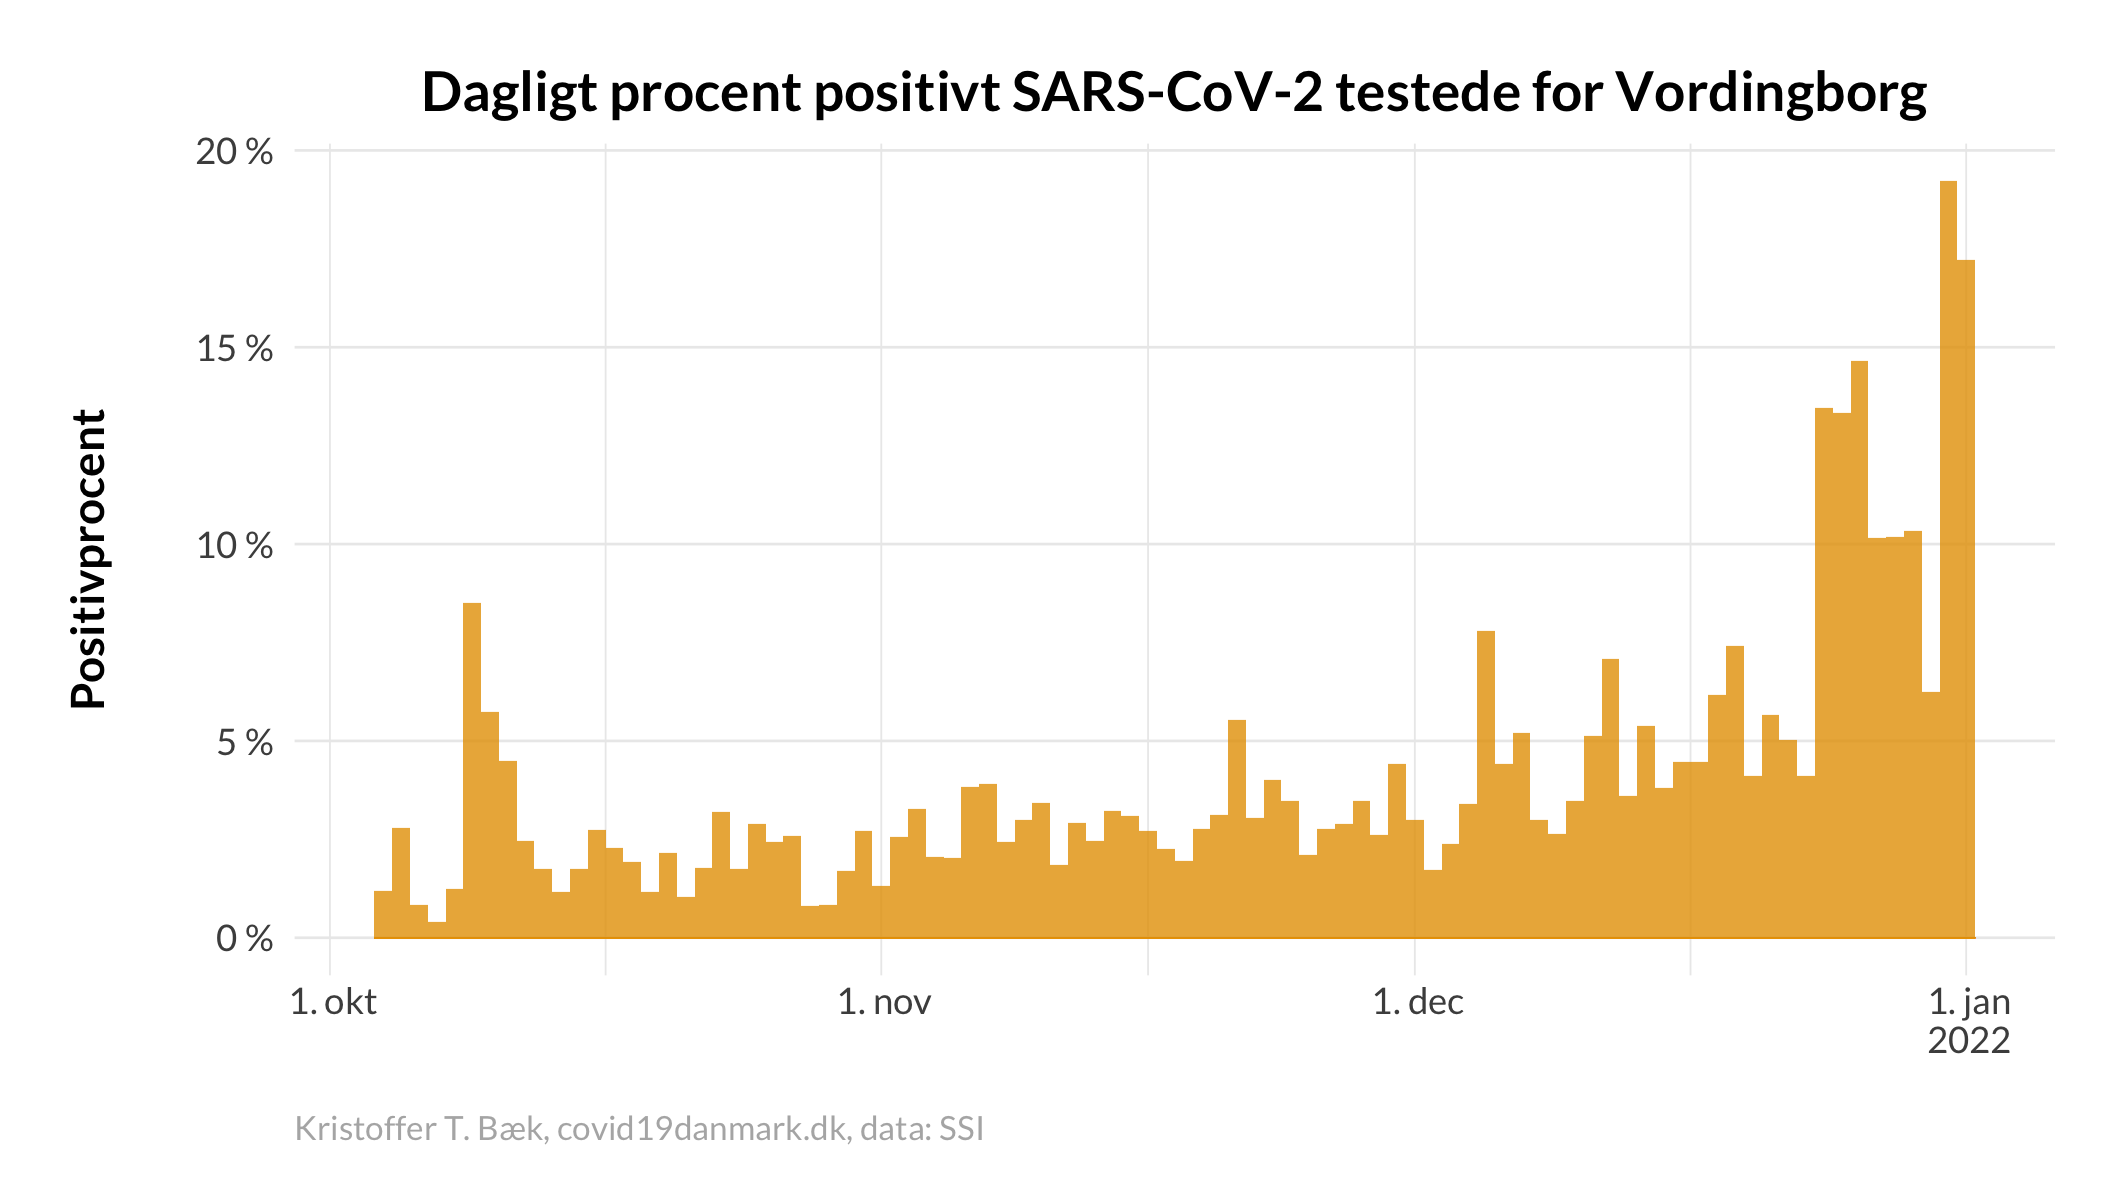 Dagligt procent positivt SARS-CoV-2 testede for Vordingborg
Positivprocent
20 %
15 %
10 %
5 %
0 %
1. okt
1. nov
1. dec
1. jan
2022
Kristoffer T. Bæk, covid19danmark.dk, data: SSI